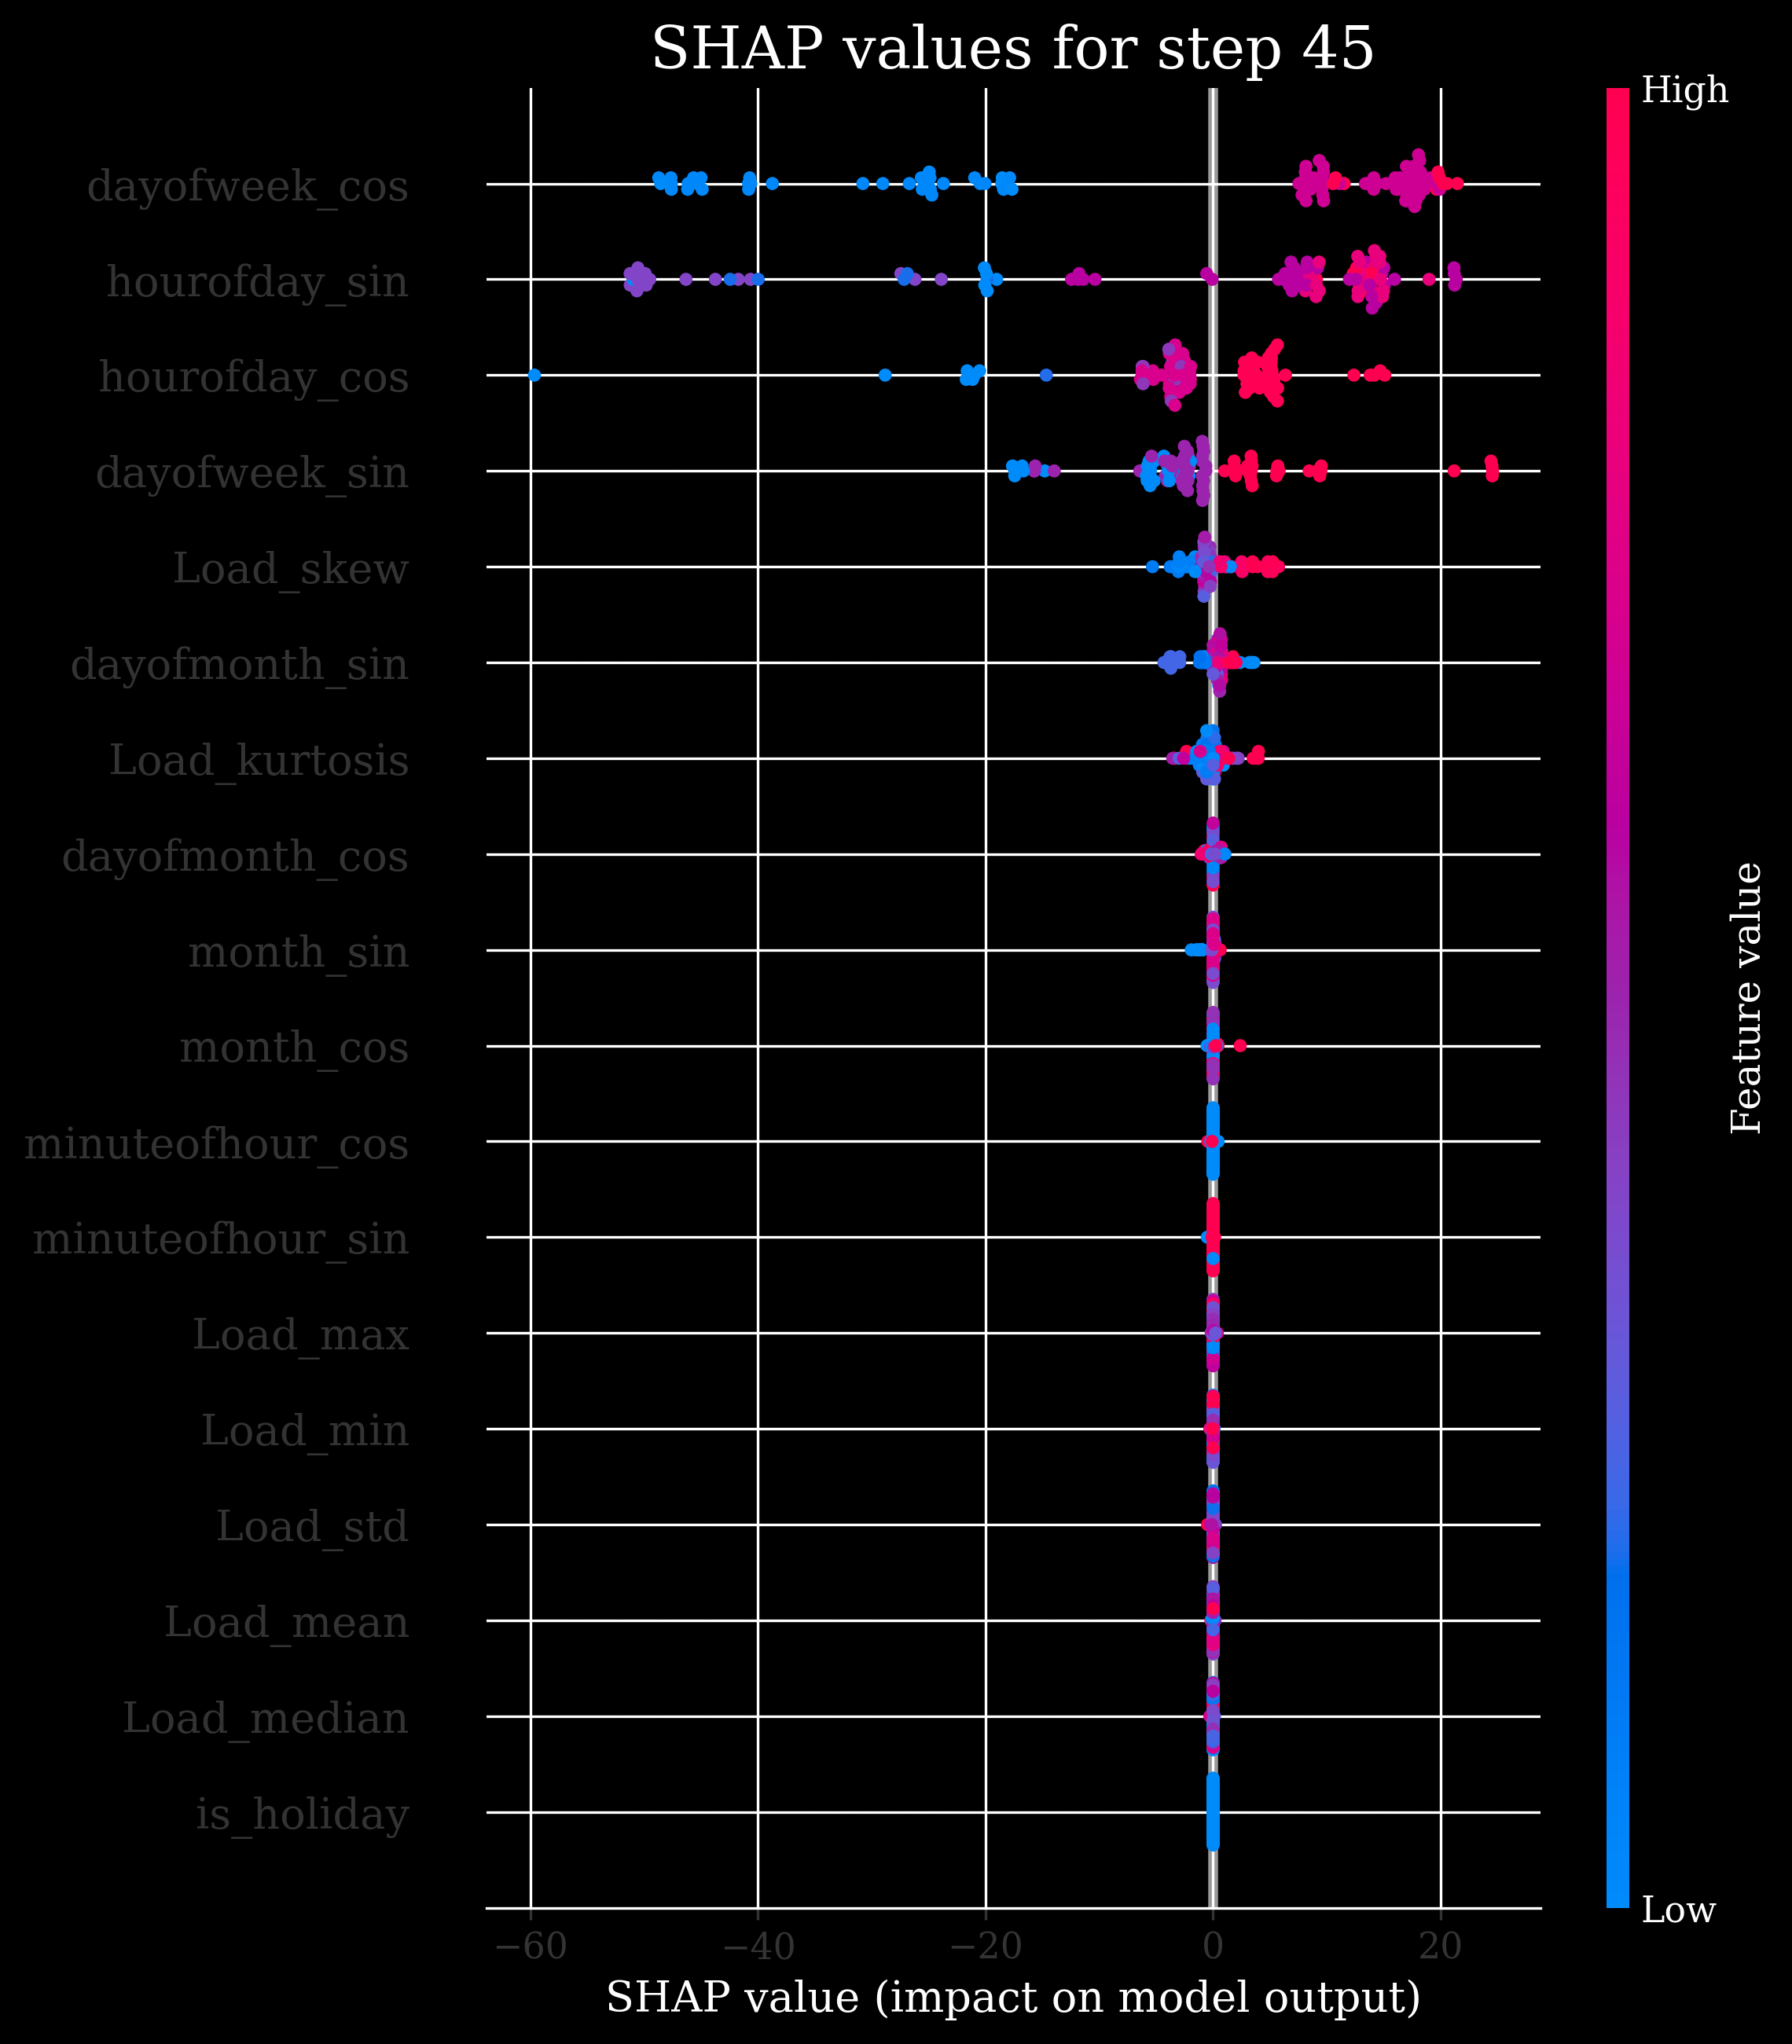 SHAP values for step 45
High
dayofweek_cos
hourofday_sin
hourofday_cos
dayofweek_sin
Load_skew
dayofmonth_sin
Load_kurtosis
dayofmonth_cos
month_sin
month_cos
minuteofhour_cos
minuteofhour_sin
Load_max
Load_min
Load_std
Load_mean
Load_median
is_holiday
Feature value
Low
−60 −40 −20 0 20
SHAP value (impact on model output)